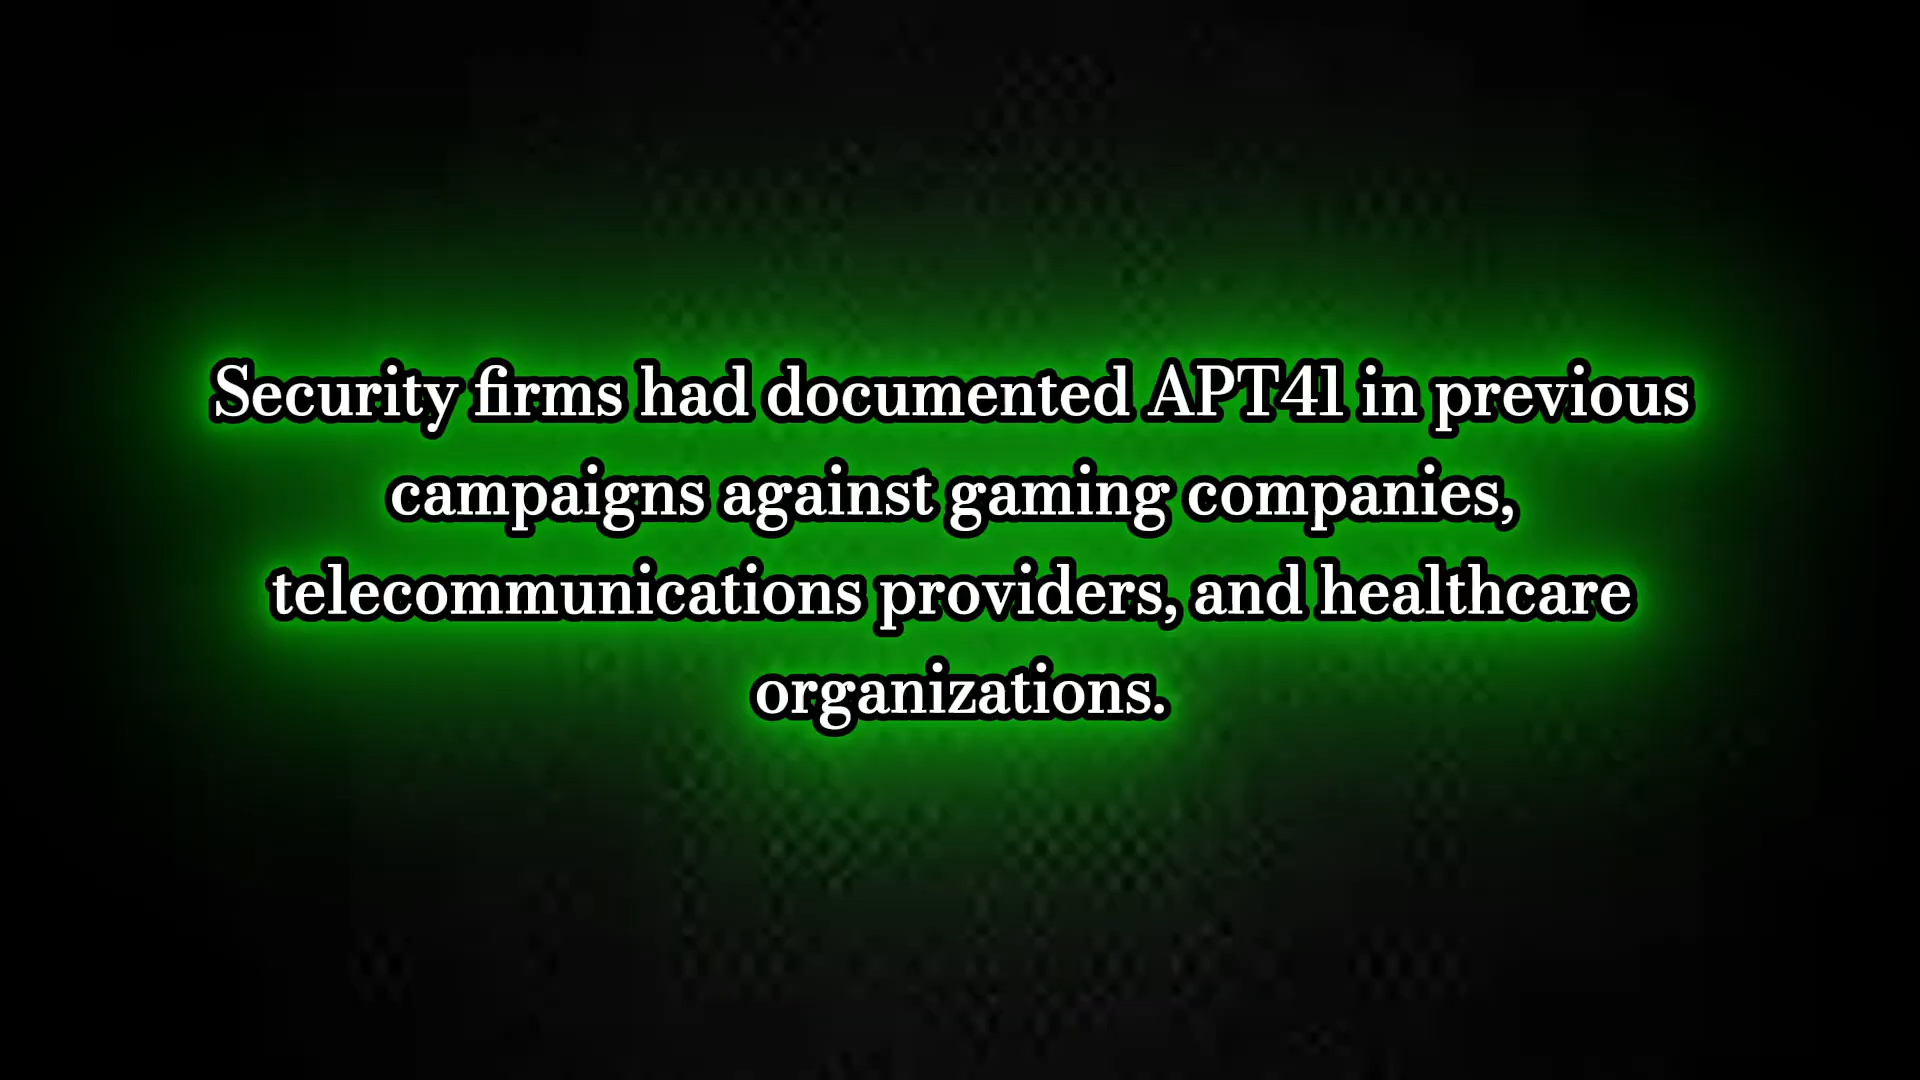 Security firms had documented APT41 in previous
campaigns against gaming companies,
telecommunications providers, and healthcare
organizations.